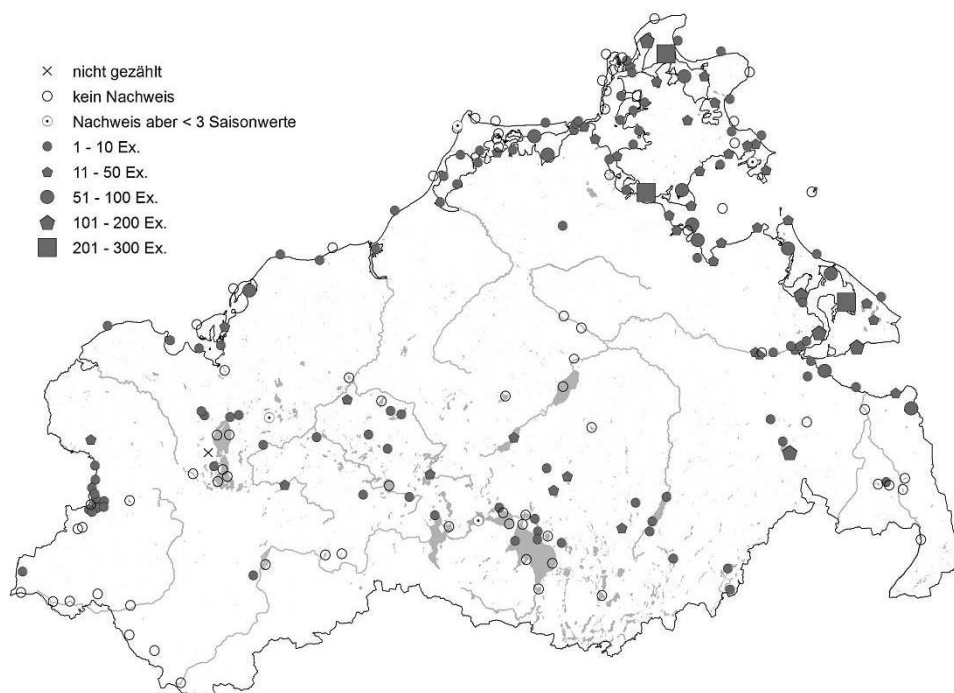 nicht gezählt
kein Nachweis
Nachweis aber < 3 Saisonwerte
1 - 10 Ex.
11 - 50 Ex.
51 - 100 Ex.
101 - 200 Ex.
201 - 300 Ex.